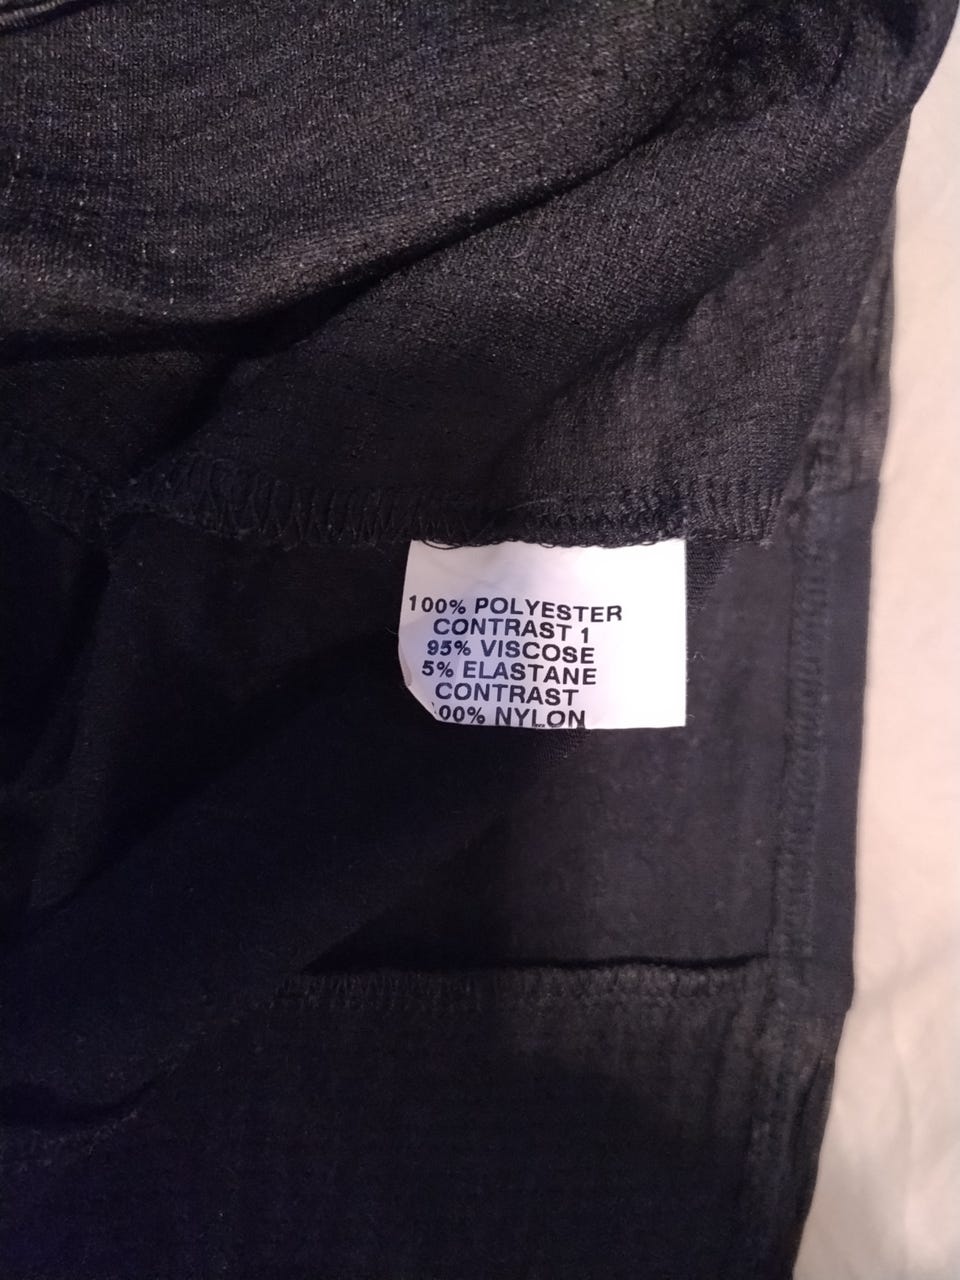 100% POLYESTER
CONTRAST 1
95% VISCOSE
5% ELASTANE
CONTRAST
00% NYLON